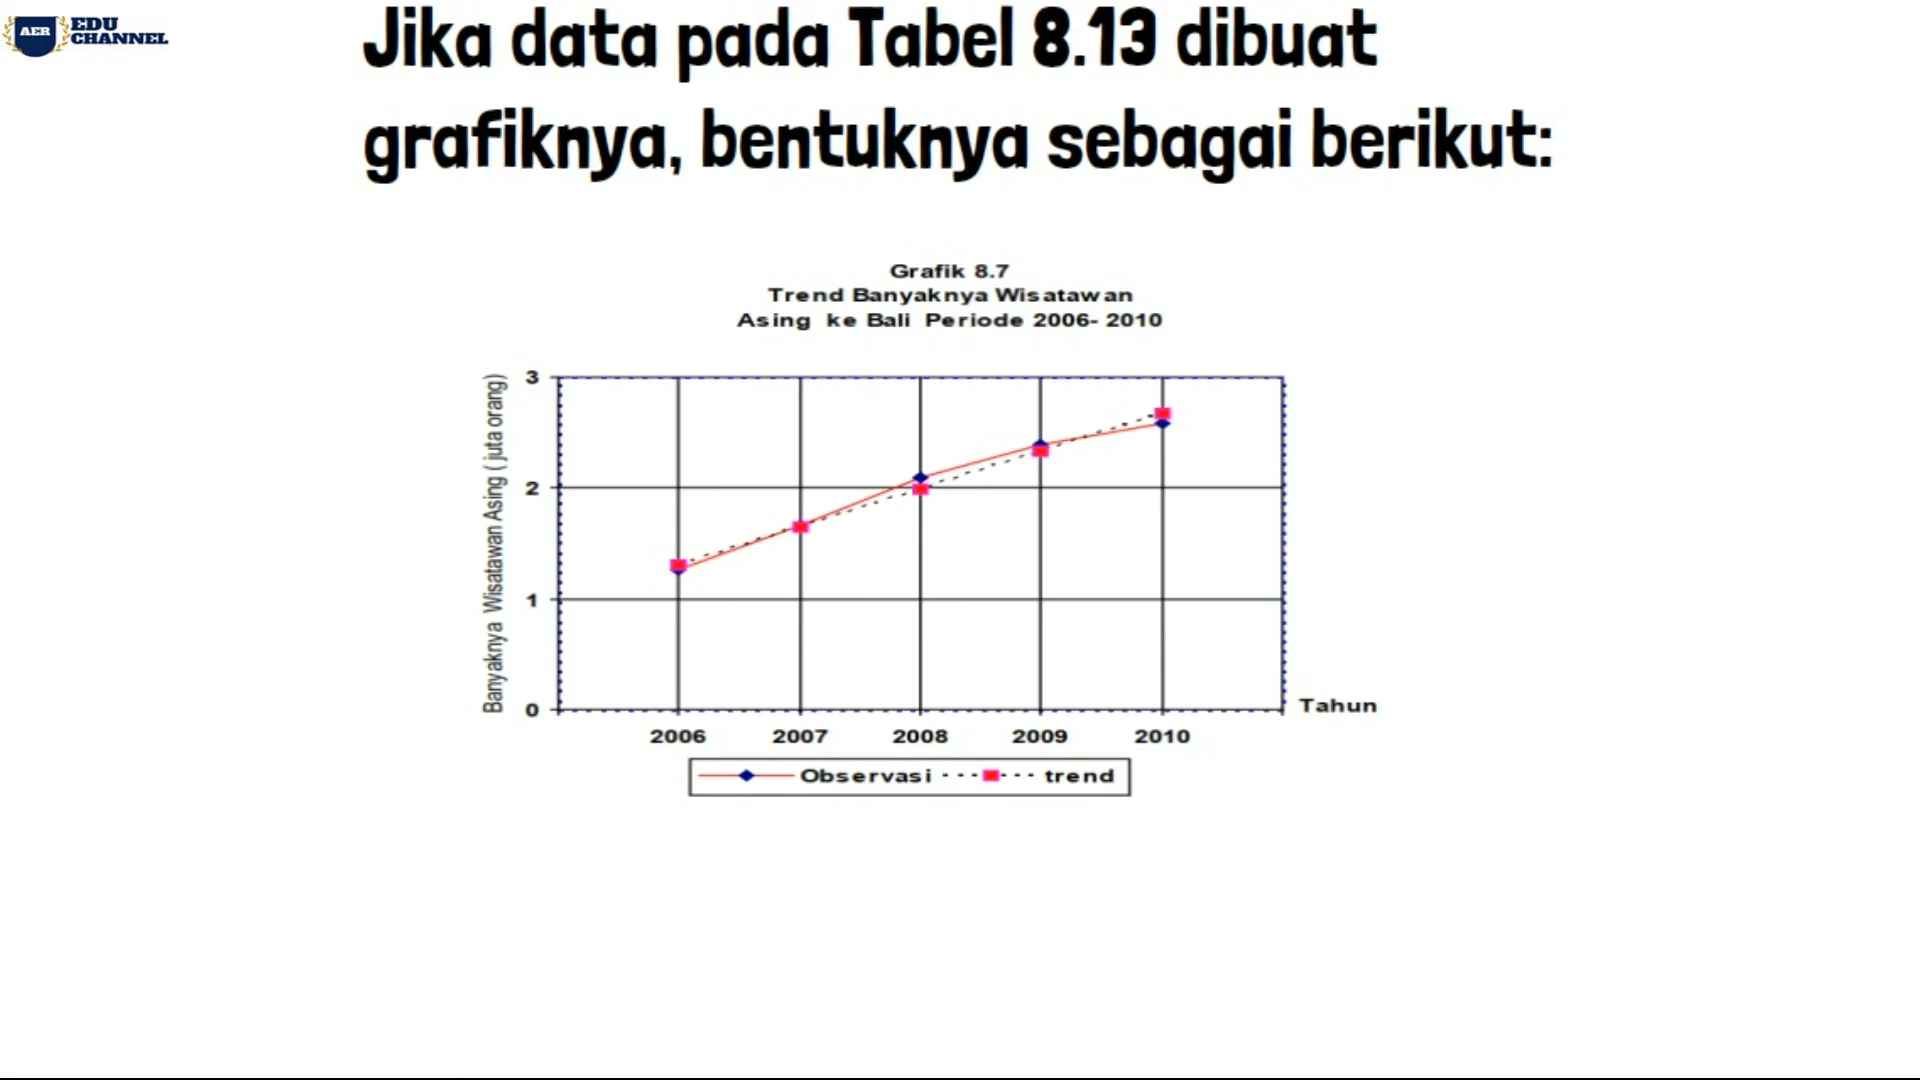 AER EDU
CHANNEL
Jika data pada Tabel 8.13 dibuat
grafiknya, bentuknya sebagai berikut:
Grafik 8.7
Trend Banyaknya Wisatawan
Asing ke Bali Periode 2006- 2010
Banyaknya Wisatawan Asing ( juta orang)
3
2
1
0
Tahun
2006 2007 2008 2009 2010
Observasi trend